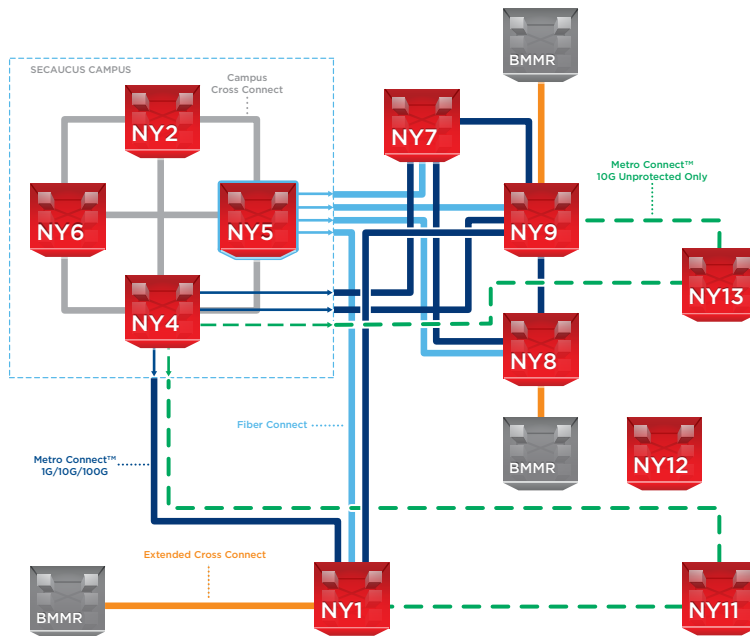 BMMR
SECAUCUS CAMPUS
Campus
Cross Connect
NY2
NY7
Metro Connect™
10G Unprotected Only
NY6
NY5
NY9
NY4
NY13
NY8
Fiber Connect
Metro Connect™
1G/10G/100G
BMMR
NY12
Extended Cross Connect
BMMR
NY1
NY11